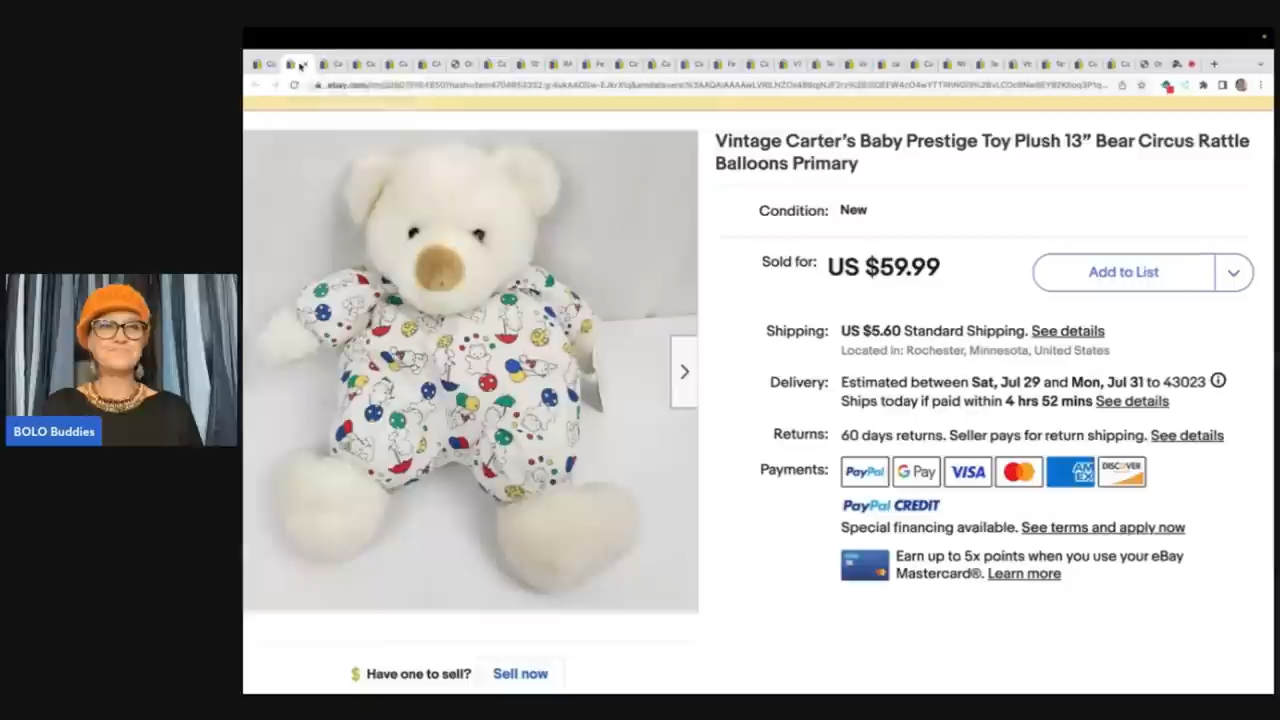 Vintage Carter's Baby Prestige Toy Plush 13” Bear Circus Rattle
Balloons Primary
Condition: New
Sold for: US $59.99
Add to List
Shipping: US $5.60 Standard Shipping. See details
Located in: Rochester, Minnesota, United States
Delivery: Estimated between Sat, Jul 29 and Mon, Jul 31 to 43023
Ships today if paid within 4 hrs 52 mins See details
Returns: 60 days returns. Seller pays for return shipping. See details
Payments: PayPal G Pay VISA AM EX DISCOVER
PayPal CREDIT
Special financing available. See terms and apply now
Earn up to 5x points when you use your eBay
Mastercard®. Learn more
BOLO Buddies
Have one to sell? Sell now